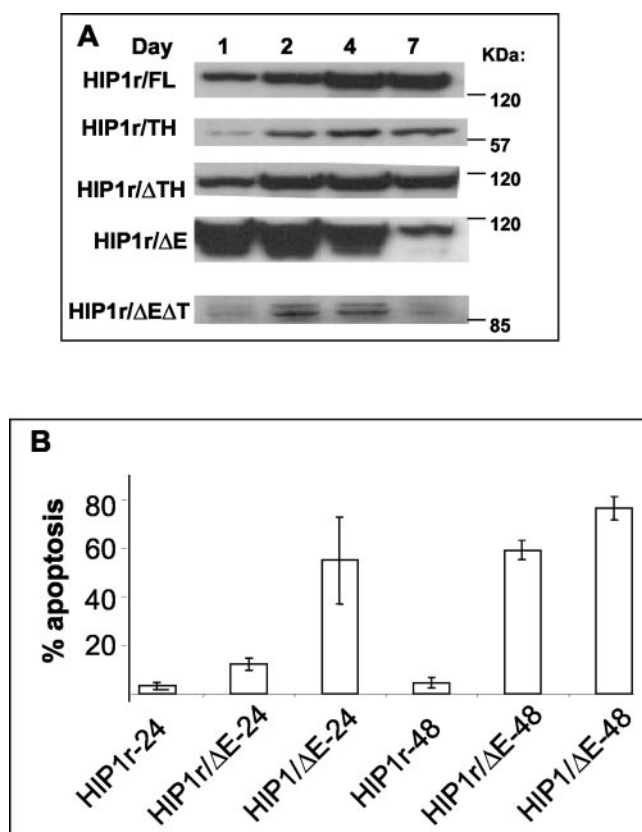 A
Day 1 2 4 7 KDa:
HIP1r/FL
120
HIP1r/TH
57
HIP1r/ΔTH 120
HIP1r/ΔE 120
HIP1r/ΔEΔT
85
B
% apoptosis
80
60
40
20
HIP1r-24
HIP1r/ΔE-24
HIP1/ΔE-24
HIP1r-48
HIP1r/ΔE-48
HIP1/ΔE-48